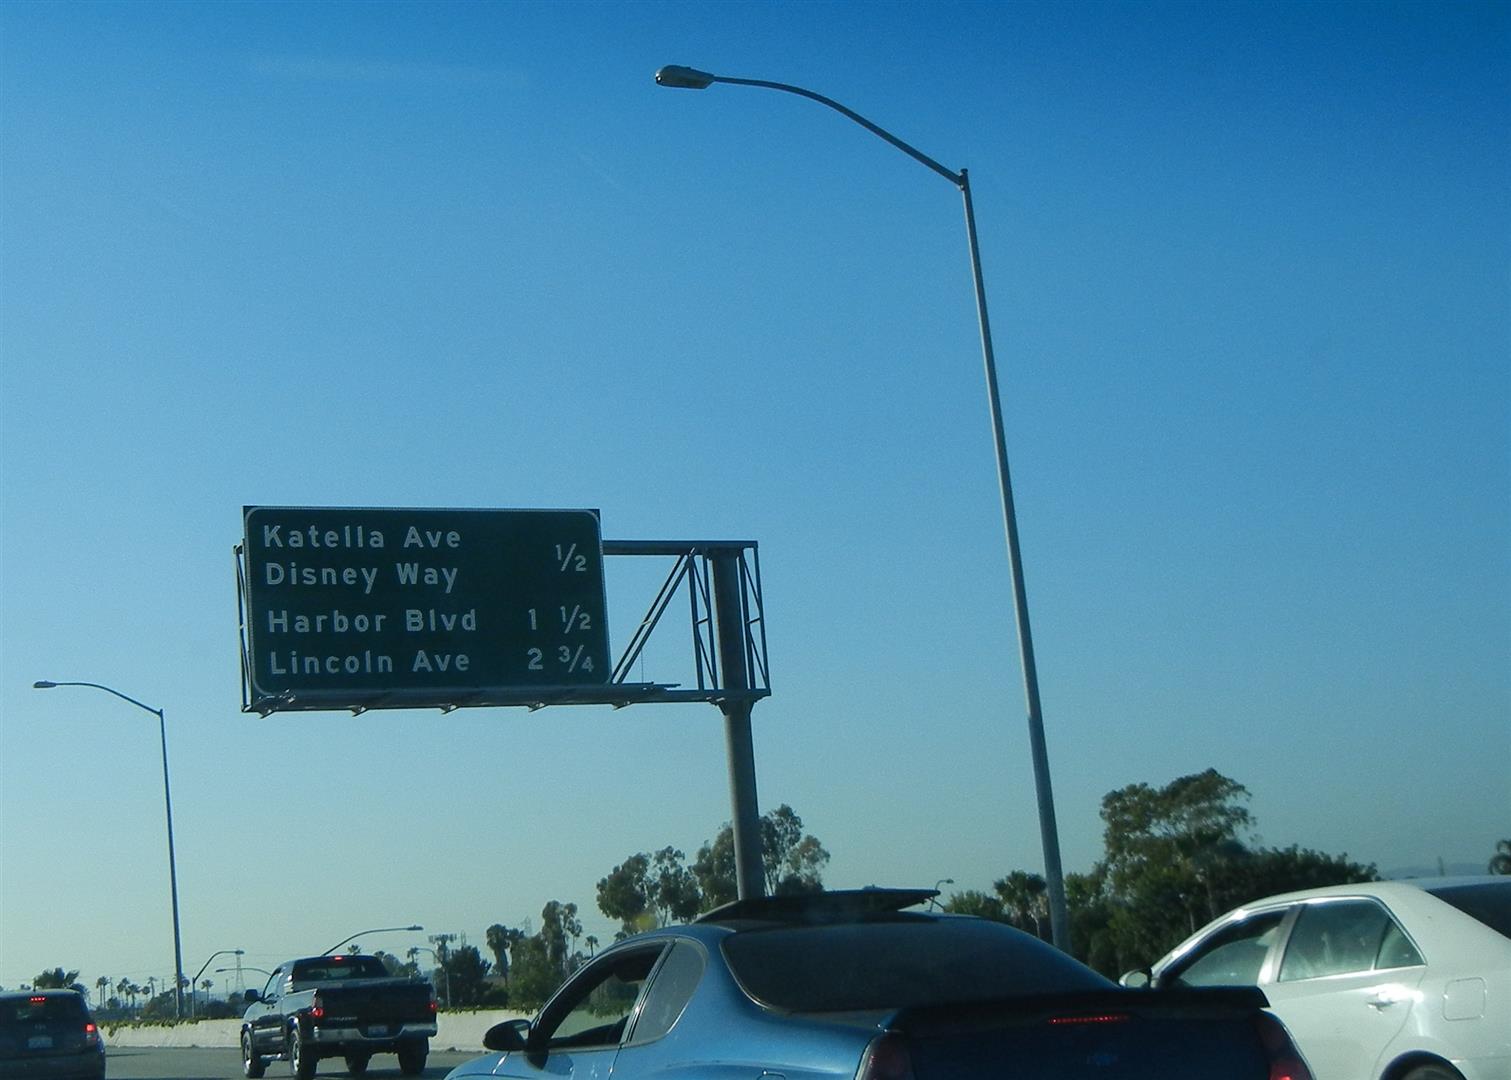 Katella Ave
Disney Way 1/2
Harbor Blvd 1 1/2
Lincoln Ave 2 3/4